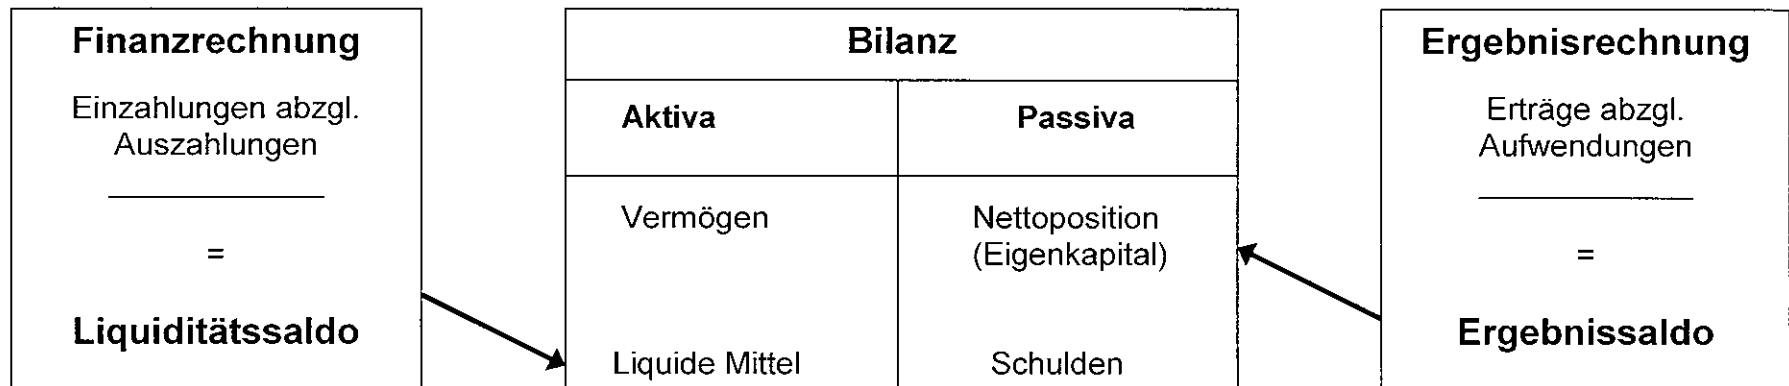 Finanzrechnung
Einzahlungen abzgl.
Auszahlungen
=
Liquiditätssaldo
Bilanz
Aktiva
Passiva
Vermögen
Nettoposition
(Eigenkapital)
Liquide Mittel
Schulden
Ergebnisrechnung
Erträge abzgl.
Aufwendungen
=
Ergebnissaldo